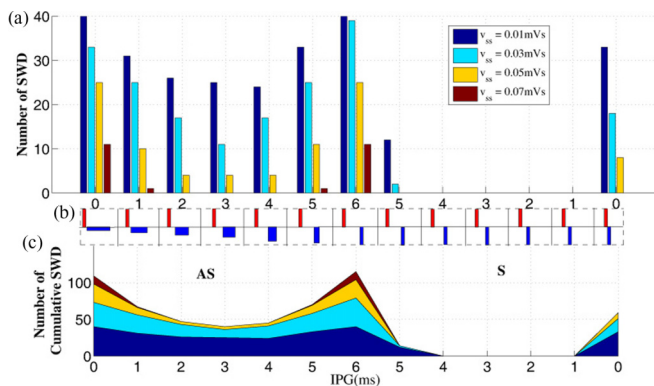 (a)
Number of SWD
40
30
20
10
0
v_ss = 0.01mVs
v_ss = 0.03mVs
v_ss = 0.05mVs
v_ss = 0.07mVs
0 1 2 3 4 5 6 5 4 3 2 1 0
(b)
(c)
Number of
Cumulative SWD
100
50
0
AS S
0 1 2 3 4 5 6 5 4 3 2 1 0
IPG(ms)